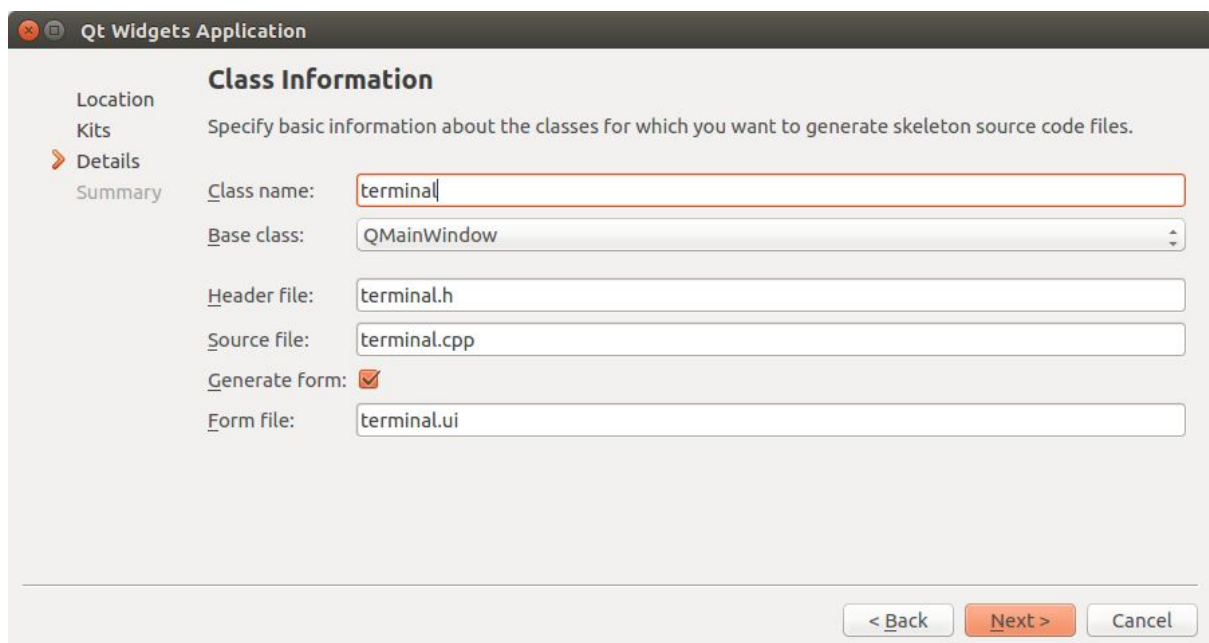 Qt Widgets Application
Location
Kits
Details
Summary
Class Information
Specify basic information about the classes for which you want to generate skeleton source code files.
Class name: terminal
Base class: QMainWindow
Header file: terminal.h
Source file: terminal.cpp
Generate form:
Form file: terminal.ui
< Back Next > Cancel